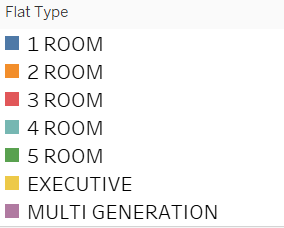 Flat Type
1 ROOM
2 ROOM
3 ROOM
4 ROOM
5 ROOM
EXECUTIVE
MULTI GENERATION